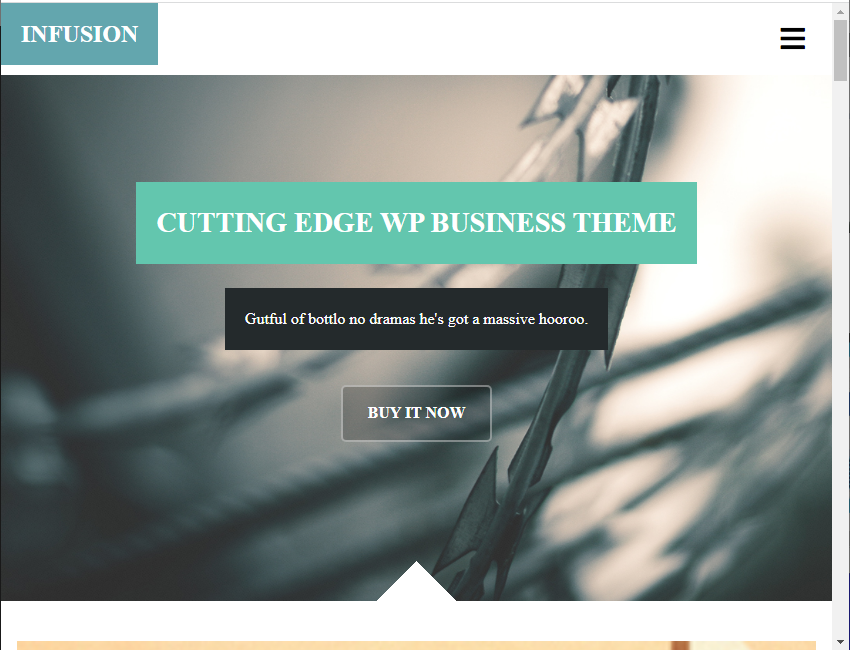 INFUSION
CUTTING EDGE WP BUSINESS THEME
Gutful of bottlo no dramas he's got a massive hooroo.
BUY IT NOW